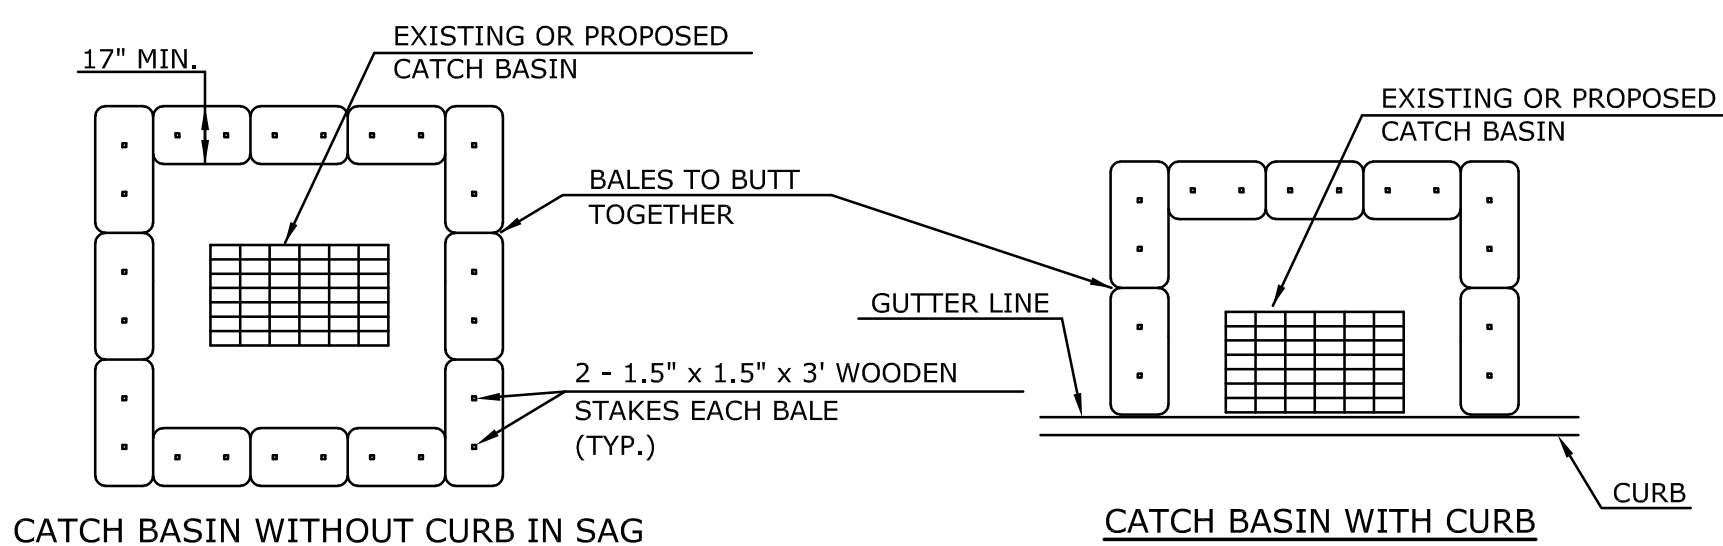 17" MIN.
EXISTING OR PROPOSED
CATCH BASIN
BALES TO BUTT
TOGETHER
2 - 1.5" x 1.5" x 3' WOODEN
STAKES EACH BALE
(TYP.)
CATCH BASIN WITHOUT CURB IN SAG
EXISTING OR PROPOSED
CATCH BASIN
GUTTER LINE
CURB
CATCH BASIN WITH CURB